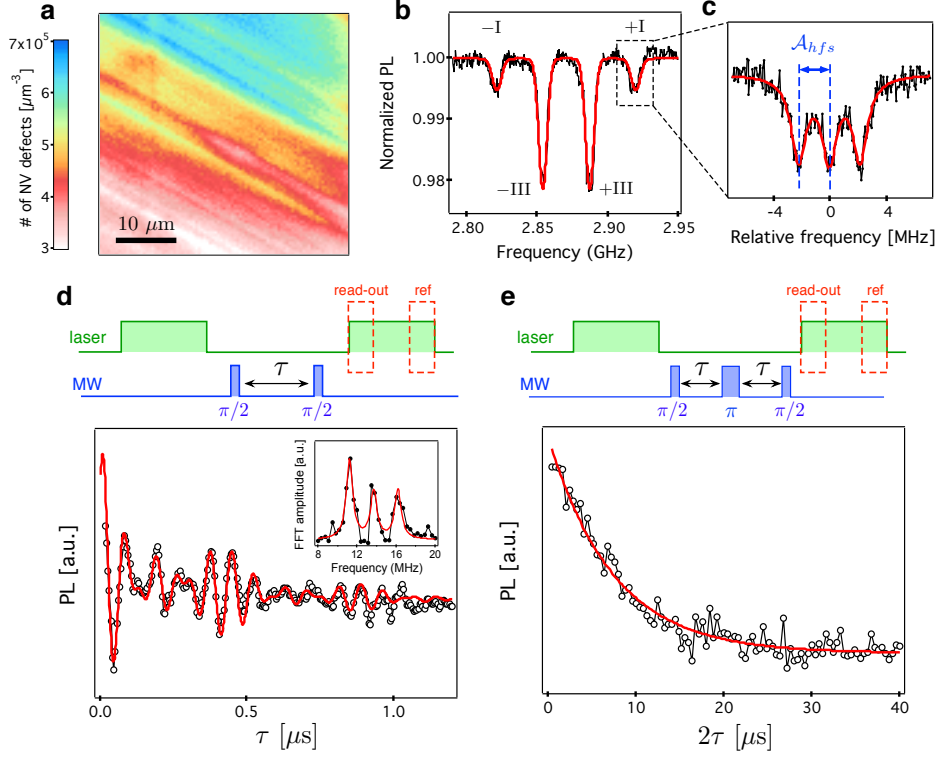 a
# of NV defects [µm⁻³]
7x10⁵
6
5
4
3
10 µm
b
Normalized PL
1.00
0.99
0.98
−I
+I
−III
+III
2.80
2.85
2.90
2.95
Frequency (GHz)
c
𝒜hfs
-4
0
4
Relative frequency [MHz]
d
read-out
ref
laser
τ
MW
π/2
π/2
PL [a.u.]
FFT amplitude [a.u.]
8
12
16
20
Frequency (MHz)
0.0
0.5
1.0
τ [µs]
e
read-out
ref
laser
τ
τ
MW
π/2
π
π/2
PL [a.u.]
0
10
20
30
40
2τ [µs]